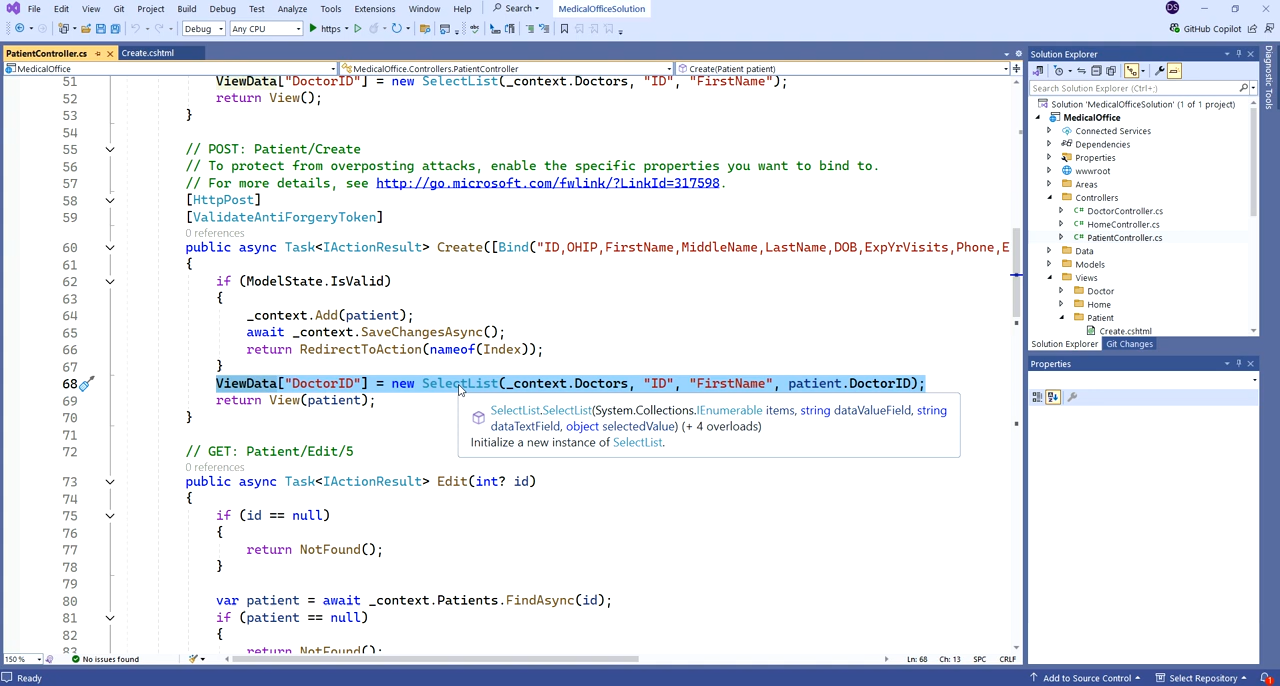 File Edit View Git Project Build Debug Test Analyze Tools Extensions Window Help Search MedicalOfficeSolution DS
Debug Any CPU https GitHub Copilot
PatientController.cs Create.cshtml
MedicalOffice MedicalOffice.Controllers.PatientController Create(Patient patient)
51 ViewData["DoctorID"] = new SelectList(_context.Doctors, "ID", "FirstName");
52 return View();
53 }
54
55 // POST: Patient/Create
56 // To protect from overposting attacks, enable the specific properties you want to bind to.
57 // For more details, see http://go.microsoft.com/fwlink/?LinkId=317598.
58 [HttpPost]
59 [ValidateAntiForgeryToken]
0 references
60 public async Task<IActionResult> Create([Bind("ID,OHIP,FirstName,MiddleName,LastName,DOB,ExpYrVisits,Phone,E
61 {
62 if (ModelState.IsValid)
63 {
64 _context.Add(patient);
65 await _context.SaveChangesAsync();
66 return RedirectToAction(nameof(Index));
67 }
68 ViewData["DoctorID"] = new SelectList(_context.Doctors, "ID", "FirstName", patient.DoctorID);
69 return View(patient);
70 }
71
72 // GET: Patient/Edit/5
0 references
73 public async Task<IActionResult> Edit(int? id)
74 {
75 if (id == null)
76 {
77 return NotFound();
78 }
79
80 var patient = await _context.Patients.FindAsync(id);
81 if (patient == null)
82 {
83 return NotFound();
SelectList.SelectList(System.Collections.IEnumerable items, string dataValueField, string
dataTextField, object selectedValue) (+ 4 overloads)
Initialize a new instance of SelectList.
150 % No issues found Ln: 68 Ch: 13 SPC CRLF
Solution Explorer
Search Solution Explorer (Ctrl+;)
Solution 'MedicalOfficeSolution' (1 of 1 project)
MedicalOffice
Connected Services
Dependencies
Properties
wwwroot
Areas
Controllers
C# DoctorController.cs
C# HomeController.cs
C# PatientController.cs
Data
Models
Views
Doctor
Home
Patient
Create.cshtml
Solution Explorer Git Changes
Properties
Diagnostic Tools
Ready Add to Source Control Select Repository 1